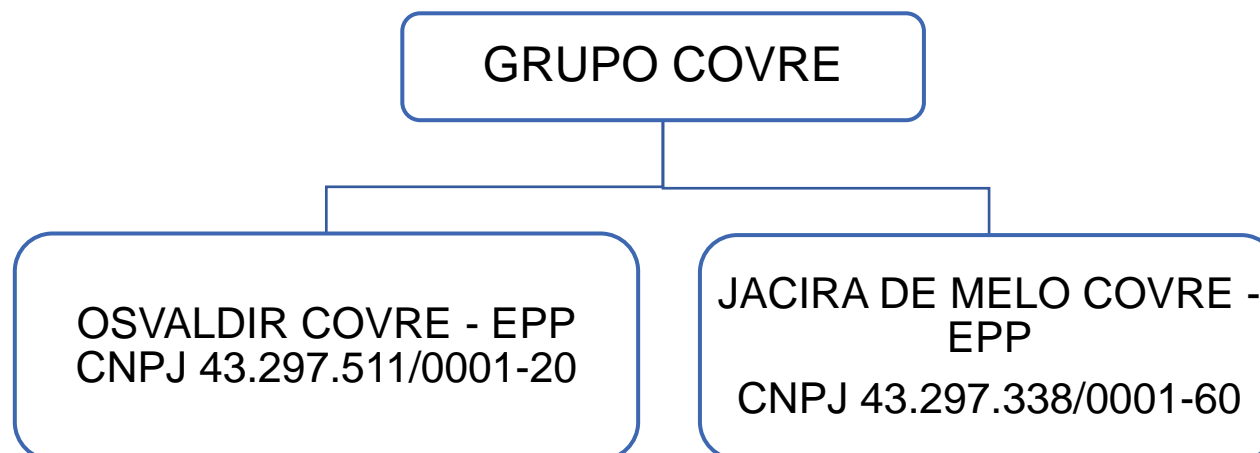 GRUPO COVRE
OSVALDIR COVRE - EPP
CNPJ 43.297.511/0001-20
JACIRA DE MELO COVRE -
EPP
CNPJ 43.297.338/0001-60